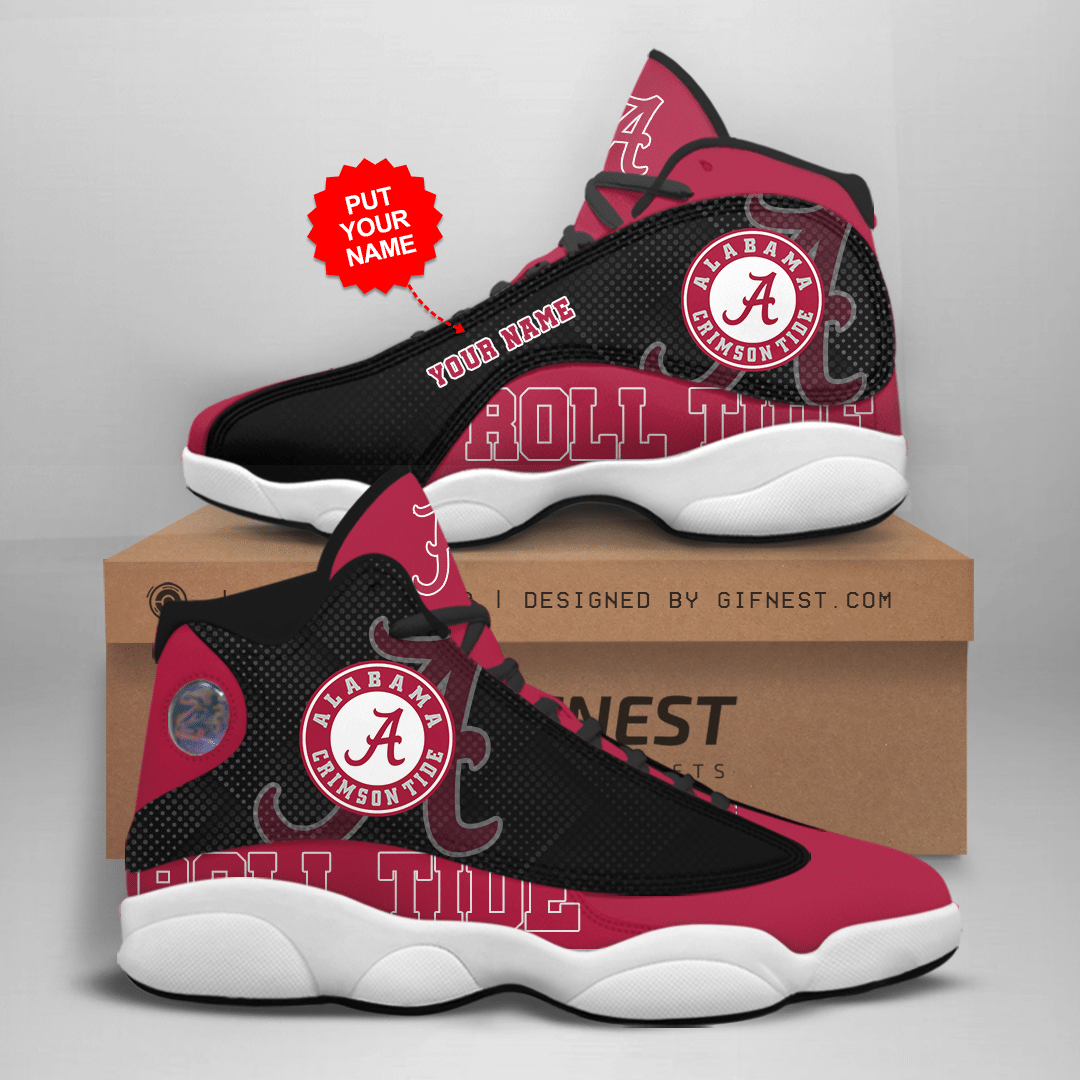 A
PUT
YOUR
NAME
YOUR NAME
ALABAMA
A
CRIMSON TIDE
ROLL TIDE
| DESIGNED BY GIFNEST.COM
NEST
ALABAMA
A
CRIMSON TIDE
ROLL TIDE